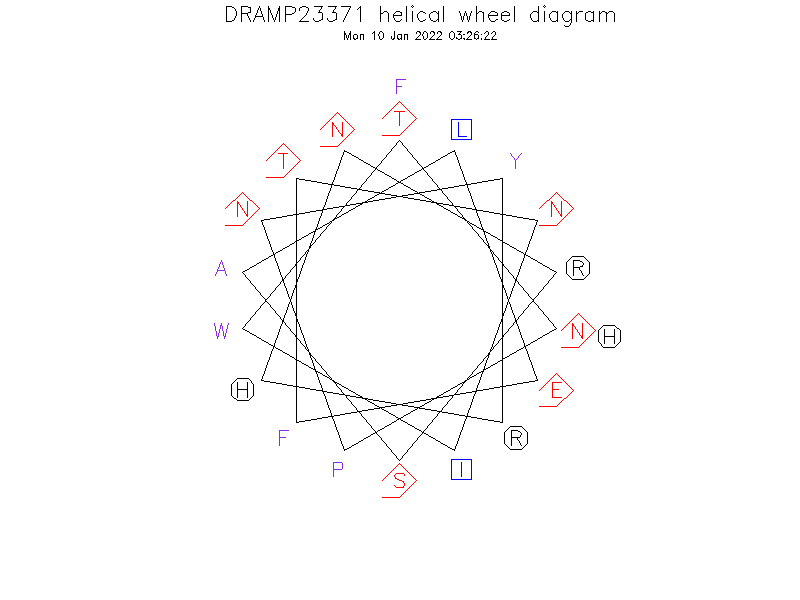 DRAMP23371 helical wheel diagram
Mon 10 Jan 2022 03:26:22
F
N T L
T Y
N N
A R
W N H
H E
F R
P S I